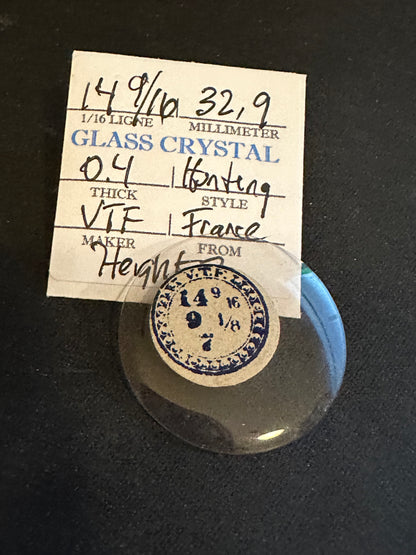 14 9/16 32,9
1/16 LIGNE MILLIMETER
GLASS CRYSTAL
0.4 Hunting
THICK STYLE
VTF France
MAKER FROM
Height
V.T.F.
14 9 16
9 1/8
7